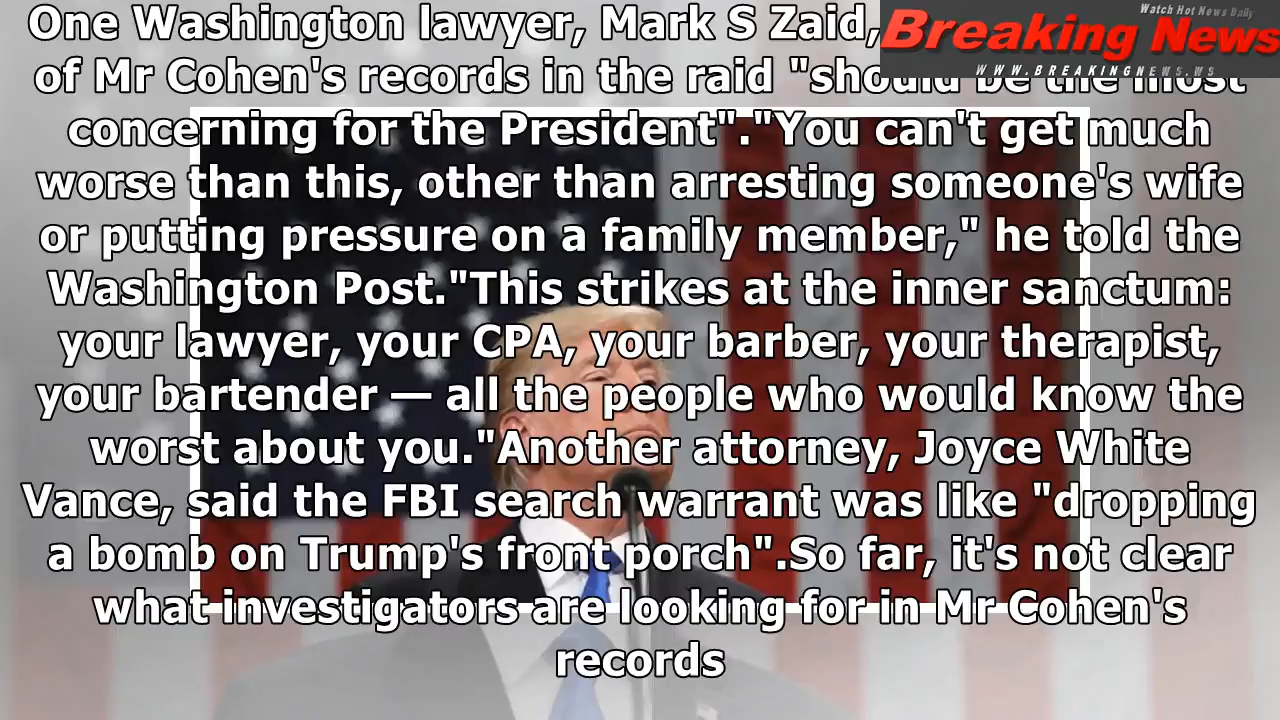 One Washington lawyer, Mark S Zaid,
Watch Hot News Daily
Breaking News
WWW.BREAKINGNEWS.WS
of Mr Cohen's records in the raid "should be the most
concerning for the President"."You can't get much
worse than this, other than arresting someone's wife
or putting pressure on a family member," he told the
Washington Post."This strikes at the inner sanctum:
your lawyer, your CPA, your barber, your therapist,
your bartender — all the people who would know the
worst about you."Another attorney, Joyce White
Vance, said the FBI search warrant was like "dropping
a bomb on Trump's front porch".So far, it's not clear
what investigators are looking for in Mr Cohen's
records